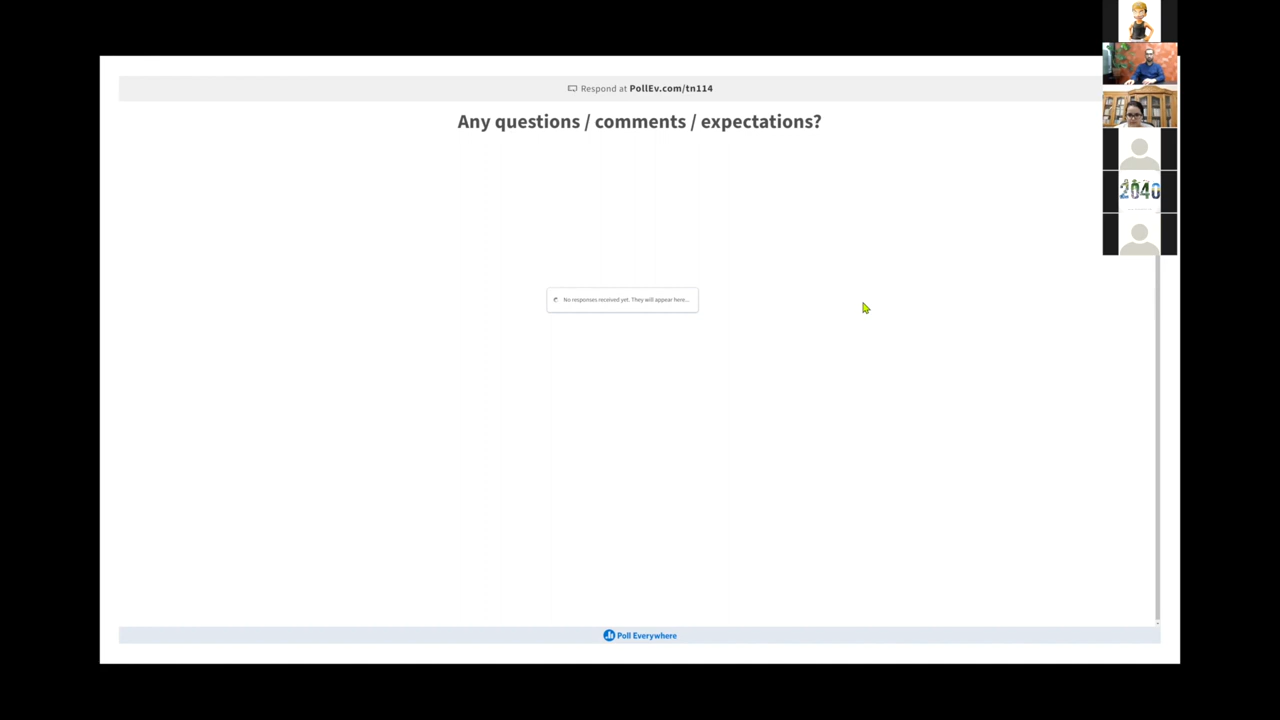 Respond at PollEv.com/tn114
Any questions / comments / expectations?
No responses received yet. They will appear here...
2040
Poll Everywhere